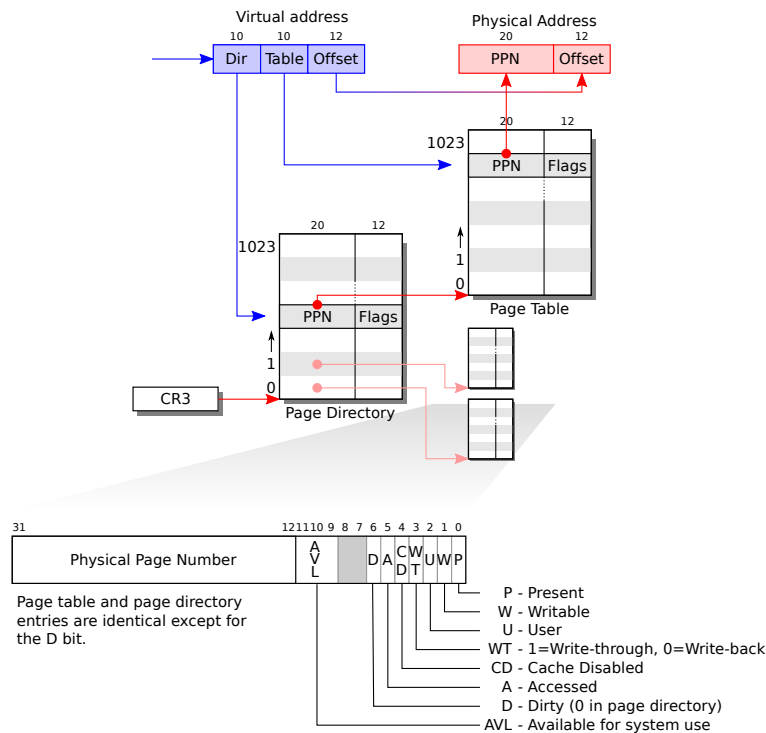 Virtual address
Physical Address
10 10 12
20 12
Dir Table Offset
PPN Offset
20 12
1023
PPN Flags
1
0
Page Table
20 12
1023
PPN Flags
1
0
CR3
Page Directory
31 12 11 10 9 8 7 6 5 4 3 2 1 0
Physical Page Number AVL D A CD WT U W P
Page table and page directory
entries are identical except for
the D bit.
P - Present
W - Writable
U - User
WT - 1=Write-through, 0=Write-back
CD - Cache Disabled
A - Accessed
D - Dirty (0 in page directory)
AVL - Available for system use